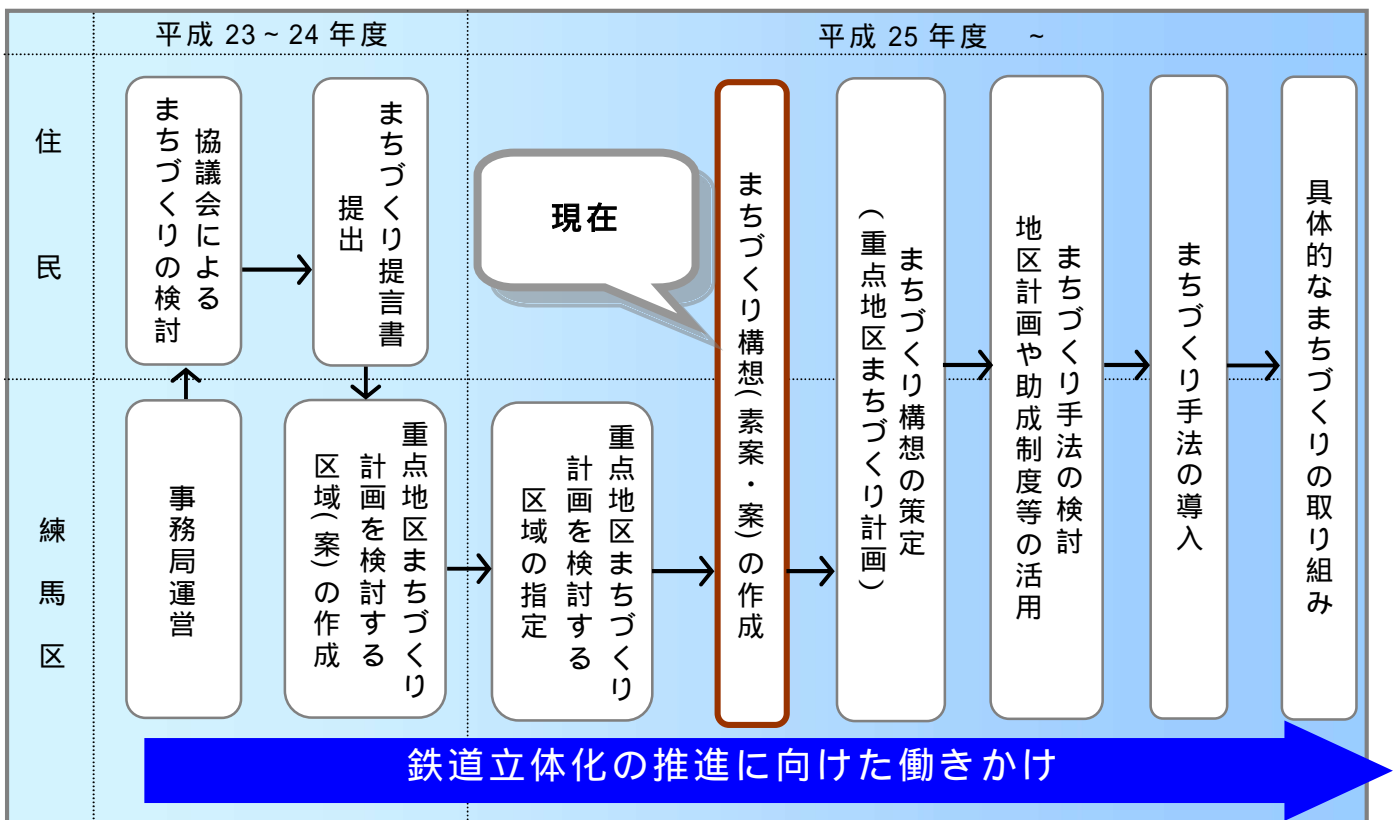 平成 23 ~ 24 年度
平成 25 年度　~
住民
練馬区
協議会による
まちづくりの検討
まちづくり提言書
提出
事務局運営
重点地区まちづくり
計画を検討する
区域(案)の作成
重点地区まちづくり
計画を検討する
区域の指定
現在
まちづくり構想(素案・案)の作成
まちづくり構想の策定
(重点地区まちづくり計画)
まちづくり手法の検討
地区計画や助成制度等の活用
まちづくり手法の導入
具体的なまちづくりの取り組み
鉄道立体化の推進に向けた働きかけ